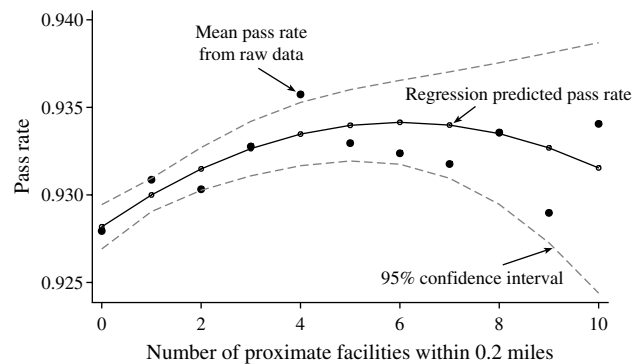 0.940
0.935
0.930
0.925
Pass rate
Mean pass rate
from raw data
Regression predicted pass rate
95% confidence interval
0 2 4 6 8 10
Number of proximate facilities within 0.2 miles